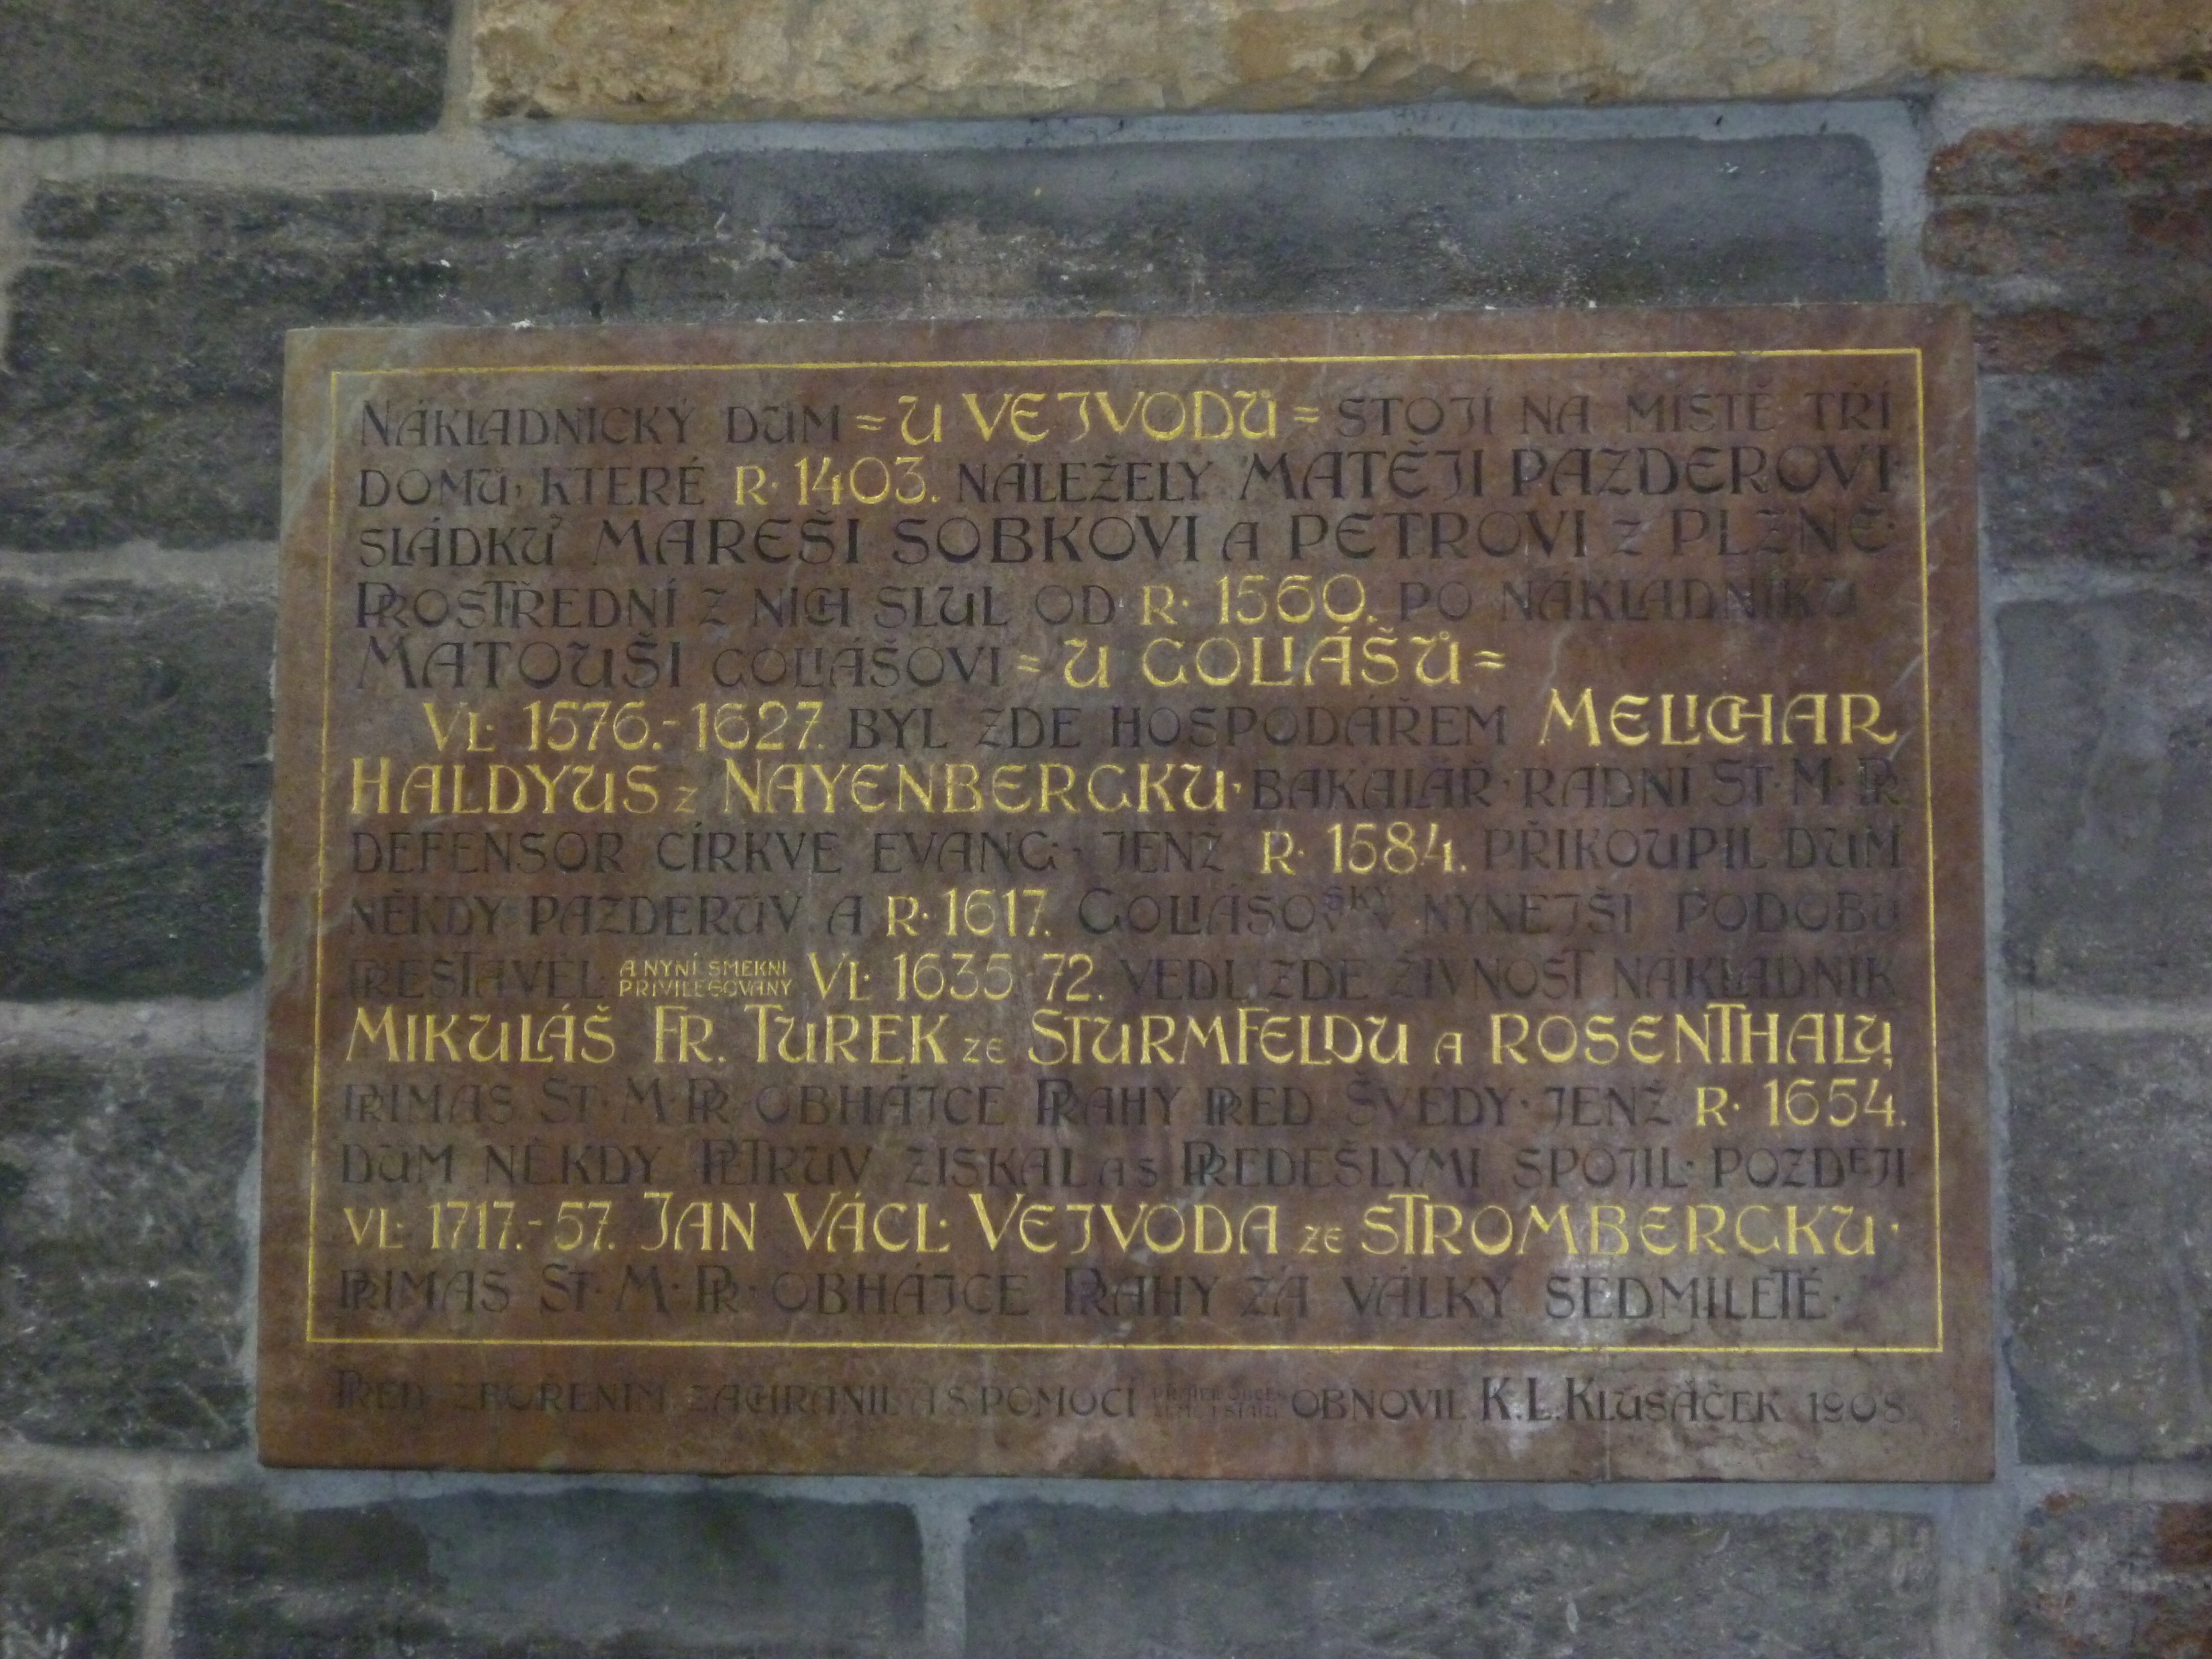 NÁKLADNICKÝ DŮM = U VEJVODŮ = STOJÍ NA MÍSTĚ TŘÍ
DOMŮ, KTERÉ R. 1403. NÁLEŽELY MATĚJI PAZDEROVI
SLÁDKŮ MAREŠI SOBKOVI A PETROVI Z PLZNĚ.
PROSTŘEDNÍ Z NICH SLUL OD R. 1560. PO NÁKLADNÍKU
MATOUŠI GOLIÁŠOVI = U GOLIÁŠŮ =
VL. 1576.-1627. BYL ZDE HOSPODÁŘEM MELICHAR
HALDYUS z NAYENBERGKU, BAKALÁŘ, RADNÍ ST. M. PR.
DEFENSOR CÍRKVE EVANG. JENŽ R. 1584. PŘIKOUPIL DŮM
NĚKDY PAZDERŮV A R. 1617. GOLIÁŠOVSKÝ V NYNĚJŠÍ PODOBU
PŘESTAVĚL VL. 1635 72. VEDL ZDE ŽIVNOST NÁKLADNÍK
A NYNÍ SMEKNI
PRIVILEGOVANÝ
MIKULÁŠ FR. TUREK ZE STURMFELDU A ROSENTHALU,
PRIMAS ST. M. PR. OBHÁJCE PRAHY PŘED ŠVÉDY, JENŽ R. 1654.
DŮM NĚKDY PETRŮV ZÍSKAL A S PŘEDEŠLÝMI SPOJIL. POZDĚJI
VL. 1717.-57. JAN VÁCL. VEJVODA ZE STROMBERGKU.
PRIMAS ST. M. PR. OBHÁJCE PRAHY ZA VÁLKY SEDMILETÉ.
PŘED ZBOŘENÍM ZACHRÁNIL A S POMOCÍ OBNOVIL K. L. KLUSÁČEK 1908.